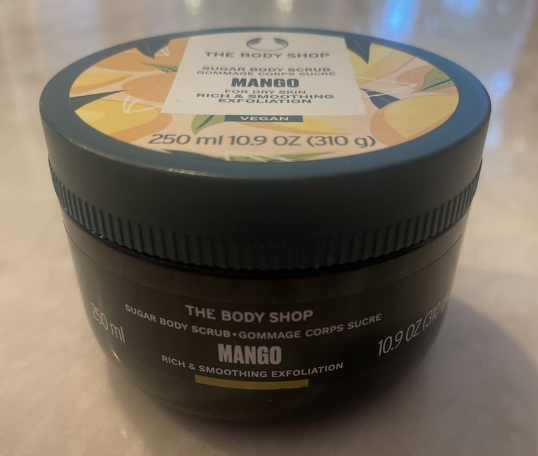 THE BODY SHOP
SUGAR BODY SCRUB
GOMMAGE CORPS SUCRE
MANGO
FOR DRY SKIN
RICH & SMOOTHING
EXFOLIATION
VEGAN
250 ml 10.9 OZ (310 g)
THE BODY SHOP
SUGAR BODY SCRUB • GOMMAGE CORPS SUCRE
MANGO
RICH & SMOOTHING EXFOLIATION
250 ml
10.9 OZ (310